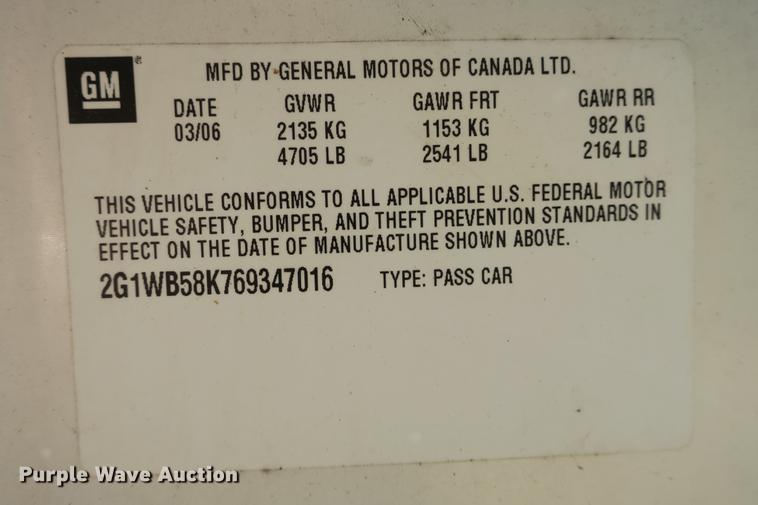 GM
MFD BY GENERAL MOTORS OF CANADA LTD.
DATE GVWR GAWR FRT GAWR RR
03/06 2135 KG 1153 KG 982 KG
4705 LB 2541 LB 2164 LB
THIS VEHICLE CONFORMS TO ALL APPLICABLE U.S. FEDERAL MOTOR
VEHICLE SAFETY, BUMPER, AND THEFT PREVENTION STANDARDS IN
EFFECT ON THE DATE OF MANUFACTURE SHOWN ABOVE.
2G1WB58K769347016 TYPE: PASS CAR
Purple Wave Auction